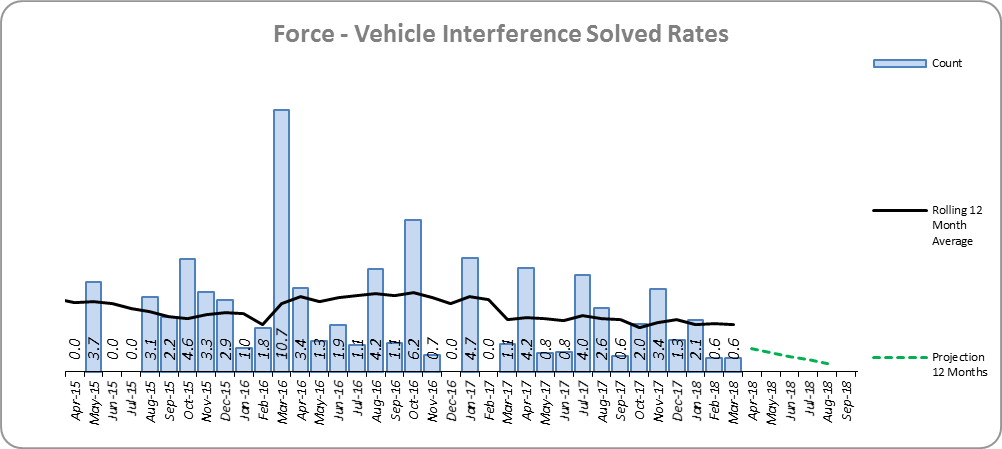 Force - Vehicle Interference Solved Rates
Count
Rolling 12
Month
Average
Projection
12 Months
0.0
3.7
0.0
0.0
3.1
2.2
4.6
3.3
2.9
1.0
1.8
10.7
3.4
1.3
1.9
1.1
4.2
1.1
6.2
0.7
0.0
4.7
0.0
1.1
4.2
0.8
0.8
4.0
2.6
0.6
2.0
3.4
1.3
2.1
0.6
0.6
Apr-15
May-15
Jun-15
Jul-15
Aug-15
Sep-15
Oct-15
Nov-15
Dec-15
Jan-16
Feb-16
Mar-16
Apr-16
May-16
Jun-16
Jul-16
Aug-16
Sep-16
Oct-16
Nov-16
Dec-16
Jan-17
Feb-17
Mar-17
Apr-17
May-17
Jun-17
Jul-17
Aug-17
Sep-17
Oct-17
Nov-17
Dec-17
Jan-18
Feb-18
Mar-18
Apr-18
May-18
Jun-18
Jul-18
Aug-18
Sep-18